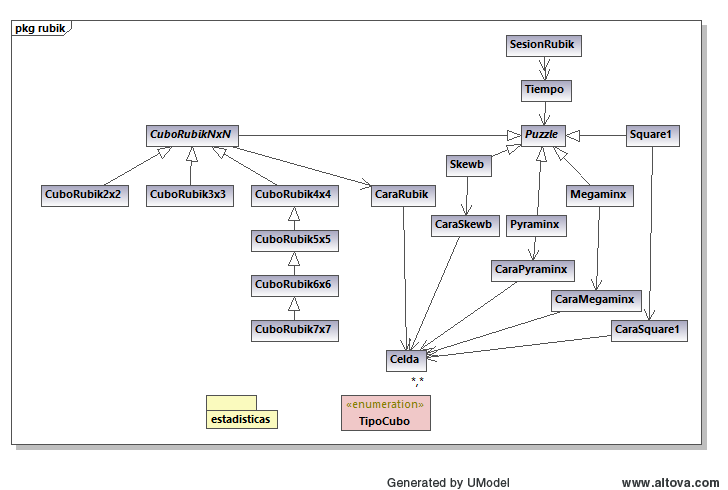 pkg rubik
SesionRubik
Tiempo
CuboRubikNxN
Puzzle
Square1
Skewb
CuboRubik2x2
CuboRubik3x3
CuboRubik4x4
CaraRubik
Megaminx
CaraSkewb
Pyraminx
CuboRubik5x5
CaraPyraminx
CuboRubik6x6
CaraMegaminx
CuboRubik7x7
CaraSquare1
Celda
*,*
estadisticas
«enumeration»
TipoCubo
Generated by UModel
www.altova.com